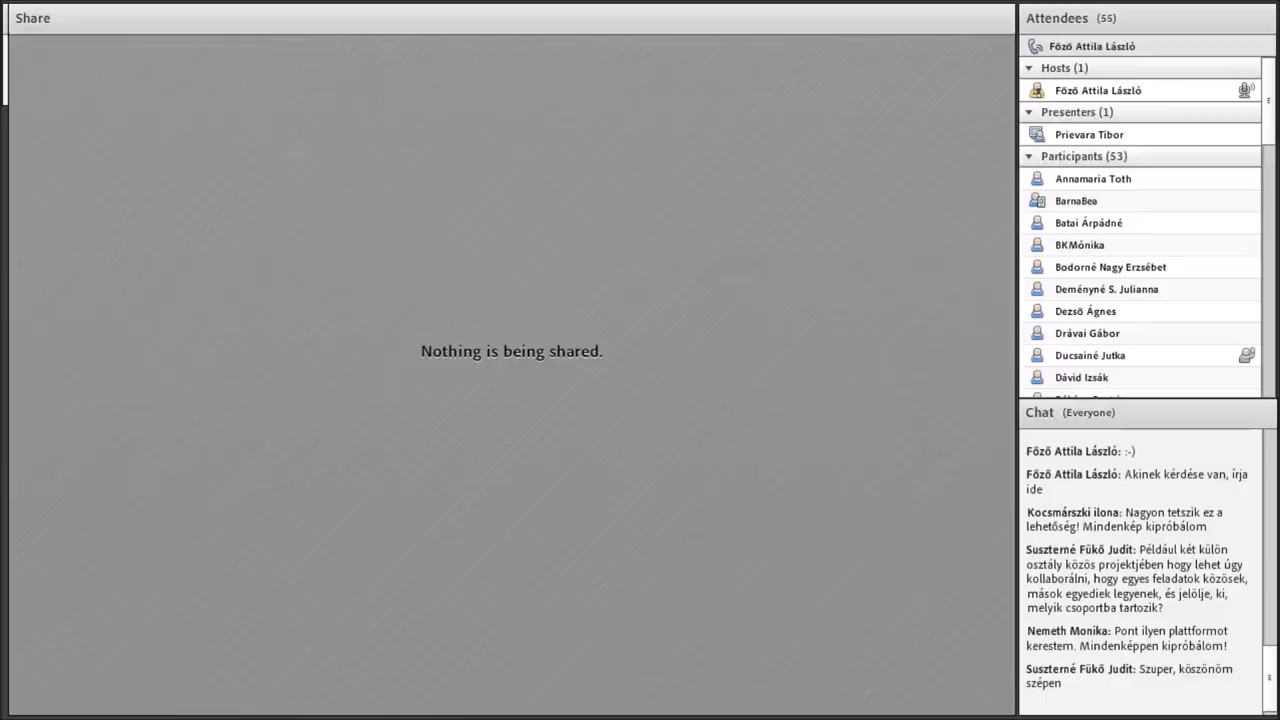 Share
Nothing is being shared.
Attendees (55)
Főző Attila László
Hosts (1)
Főző Attila László
Presenters (1)
Prievara Tibor
Participants (53)
Annamaria Toth
BarnaBea
Batai Árpádné
BKMónika
Bodorné Nagy Erzsébet
Deményné S. Julianna
Dezső Ágnes
Drávai Gábor
Ducsainé Jutka
Dávid Izsák
Chat (Everyone)
Főző Attila László: :-)
Főző Attila László: Akinek kérdése van, írja
ide
Kocsmárszki ilona: Nagyon tetszik ez a
lehetőség! Mindenkép kipróbálom
Suszterné Fükő Judit: Például két külön
osztály közös projektjében hogy lehet úgy
kollaborálni, hogy egyes feladatok közösek,
mások egyediek legyenek, és jelölje, ki,
melyik csoportba tartozik?
Nemeth Monika: Pont ilyen plattformot
kerestem. Mindenképpen kipróbálom!
Suszterné Fükő Judit: Szuper, köszönöm
szépen